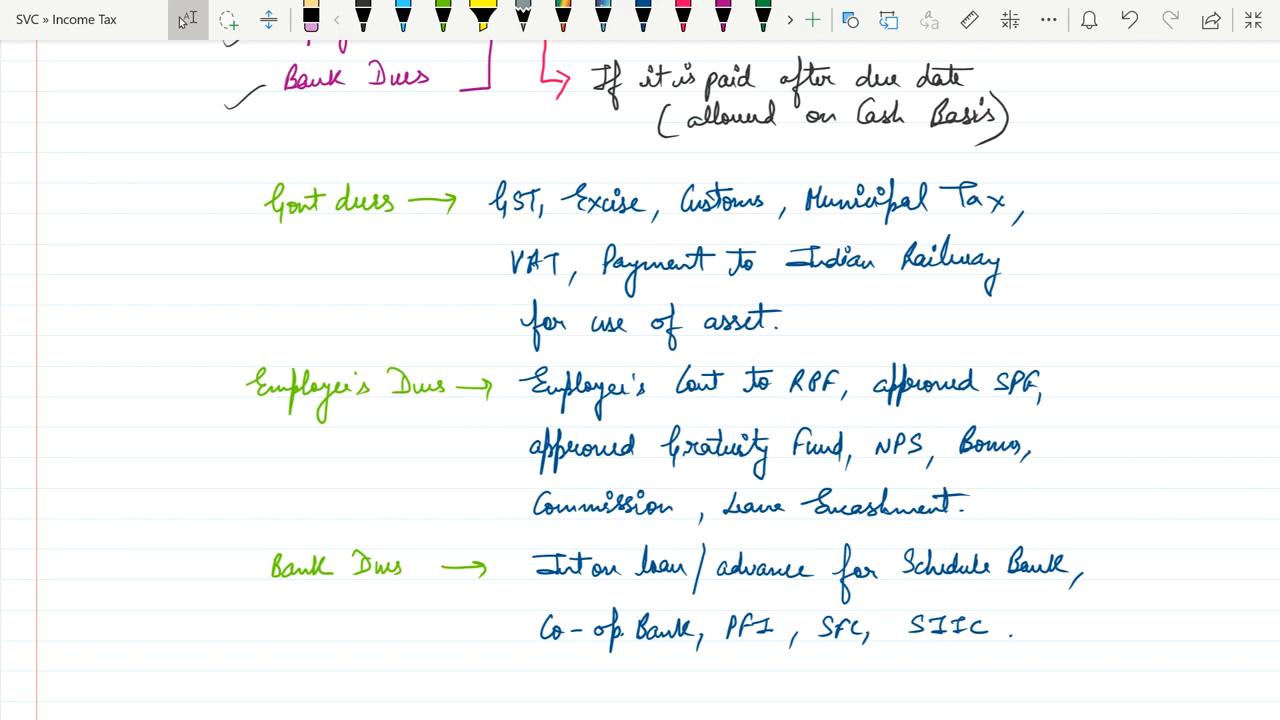 SVC » Income Tax
Bank Dues
If it is paid after due date
(allowed on Cash Basis)
Govt dues → GST, Excise, Customs, Municipal Tax,
VAT, Payment to Indian Railway
for use of asset.
Employee's Dues → Employee's Cont to RPF, approved SPF,
approved Gratuity Fund, NPS, Bonus,
Commission, Leave Encashment.
Bank Dues → Int on loan/advance for Schedule Bank,
Co-op. Bank, PFI, SFC, SIIC.